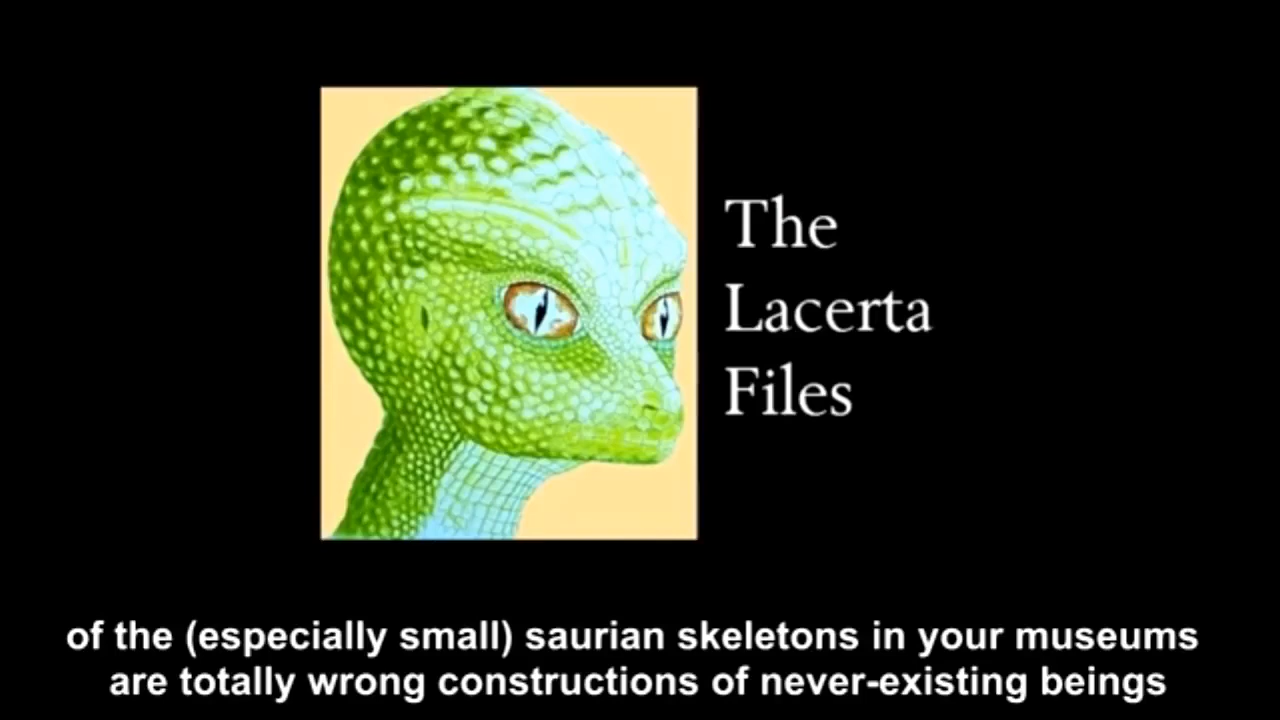 The
Lacerta
Files
of the (especially small) saurian skeletons in your museums
are totally wrong constructions of never-existing beings